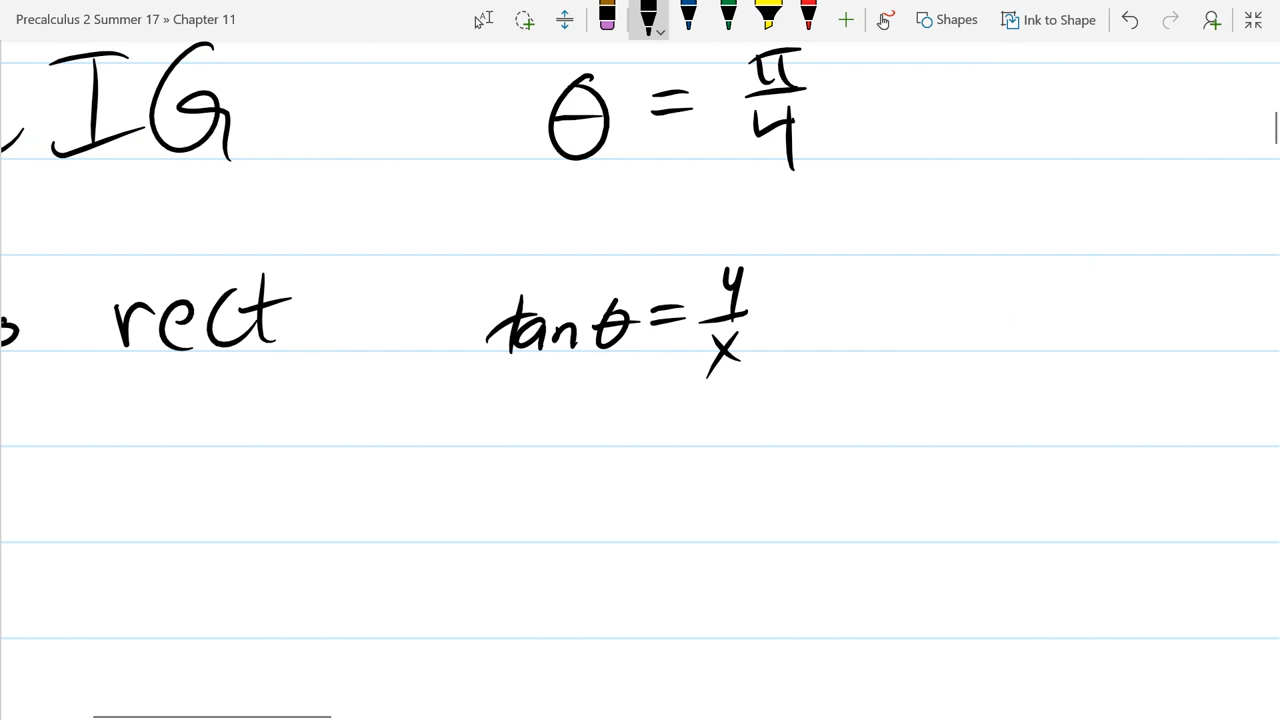 Precalculus 2 Summer 17 » Chapter 11
Shapes
Ink to Shape
IG
θ = π/4
rect
tan θ = y/x